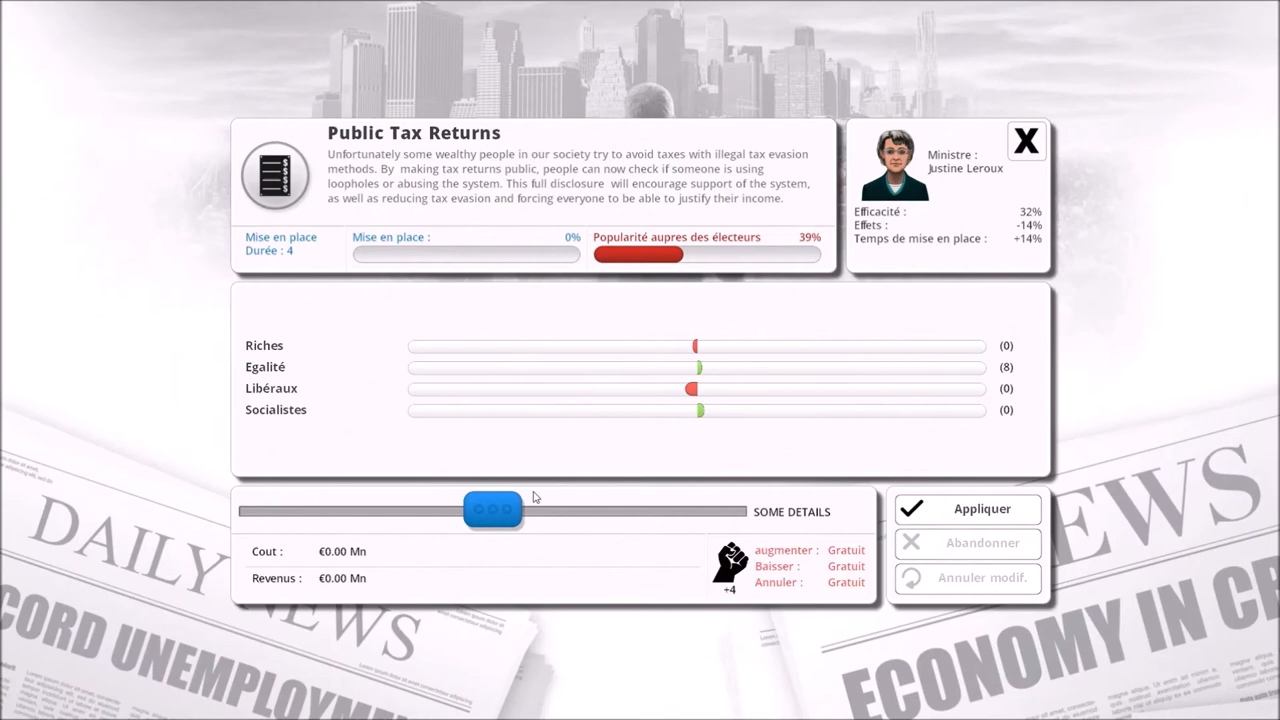 Public Tax Returns
Unfortunately some wealthy people in our society try to avoid taxes with illegal tax evasion
methods. By making tax returns public, people can now check if someone is using
loopholes or abusing the system. This full disclosure will encourage support of the system,
as well as reducing tax evasion and forcing everyone to be able to justify their income.
Mise en place
Durée : 4
Mise en place : 0%
Popularité aupres des électeurs 39%
X
Ministre :
Justine Leroux
Efficacité : 32%
Effets : -14%
Temps de mise en place : +14%
Riches (0)
Egalité (8)
Libéraux (0)
Socialistes (0)
SOME DETAILS
Cout : €0.00 Mn
Revenus : €0.00 Mn
+4
augmenter : Gratuit
Baisser : Gratuit
Annuler : Gratuit
Appliquer
Abandonner
Annuler modif.
DAILY NEWS
CORD UNEMPLOYM
NEWS
ECONOMY IN CR